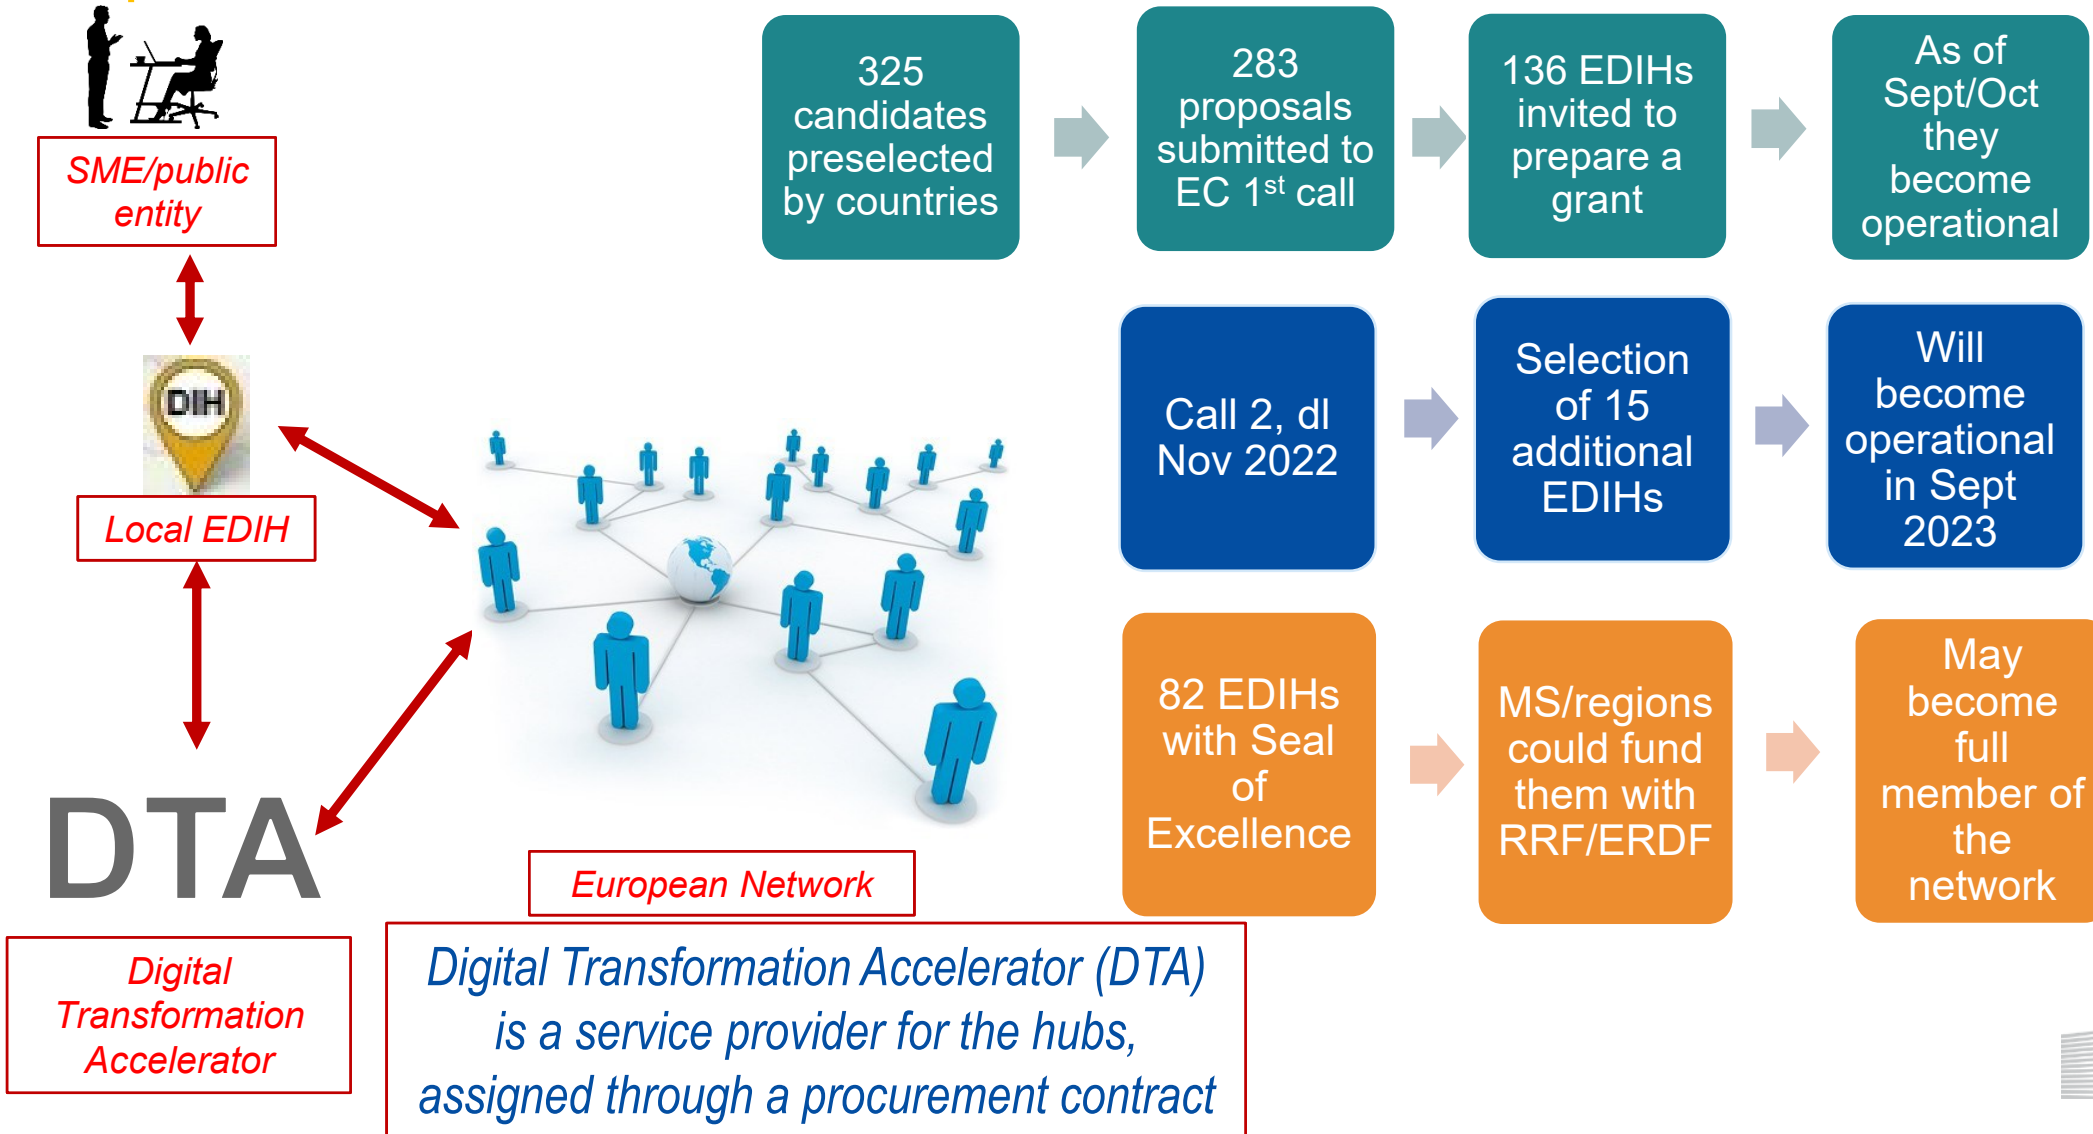 SME/public
entity
DIH
Local EDIH
DTA
Digital
Transformation
Accelerator
European Network
Digital Transformation Accelerator (DTA)
is a service provider for the hubs,
assigned through a procurement contract
325
candidates
preselected
by countries
283
proposals
submitted to
EC 1st call
136 EDIHs
invited to
prepare a
grant
As of
Sept/Oct
they
become
operational
Call 2, dl
Nov 2022
Selection
of 15
additional
EDIHs
Will
become
operational
in Sept
2023
82 EDIHs
with Seal
of
Excellence
MS/regions
could fund
them with
RRF/ERDF
May
become
full
member of
the
network